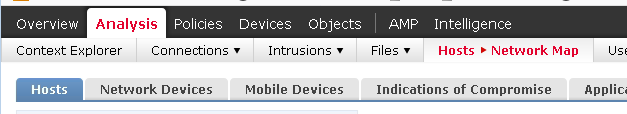 Overview Analysis Policies Devices Objects AMP Intelligence
Context Explorer Connections ▾ Intrusions ▾ Files ▾ Hosts ▸ Network Map
Hosts Network Devices Mobile Devices Indications of Compromise